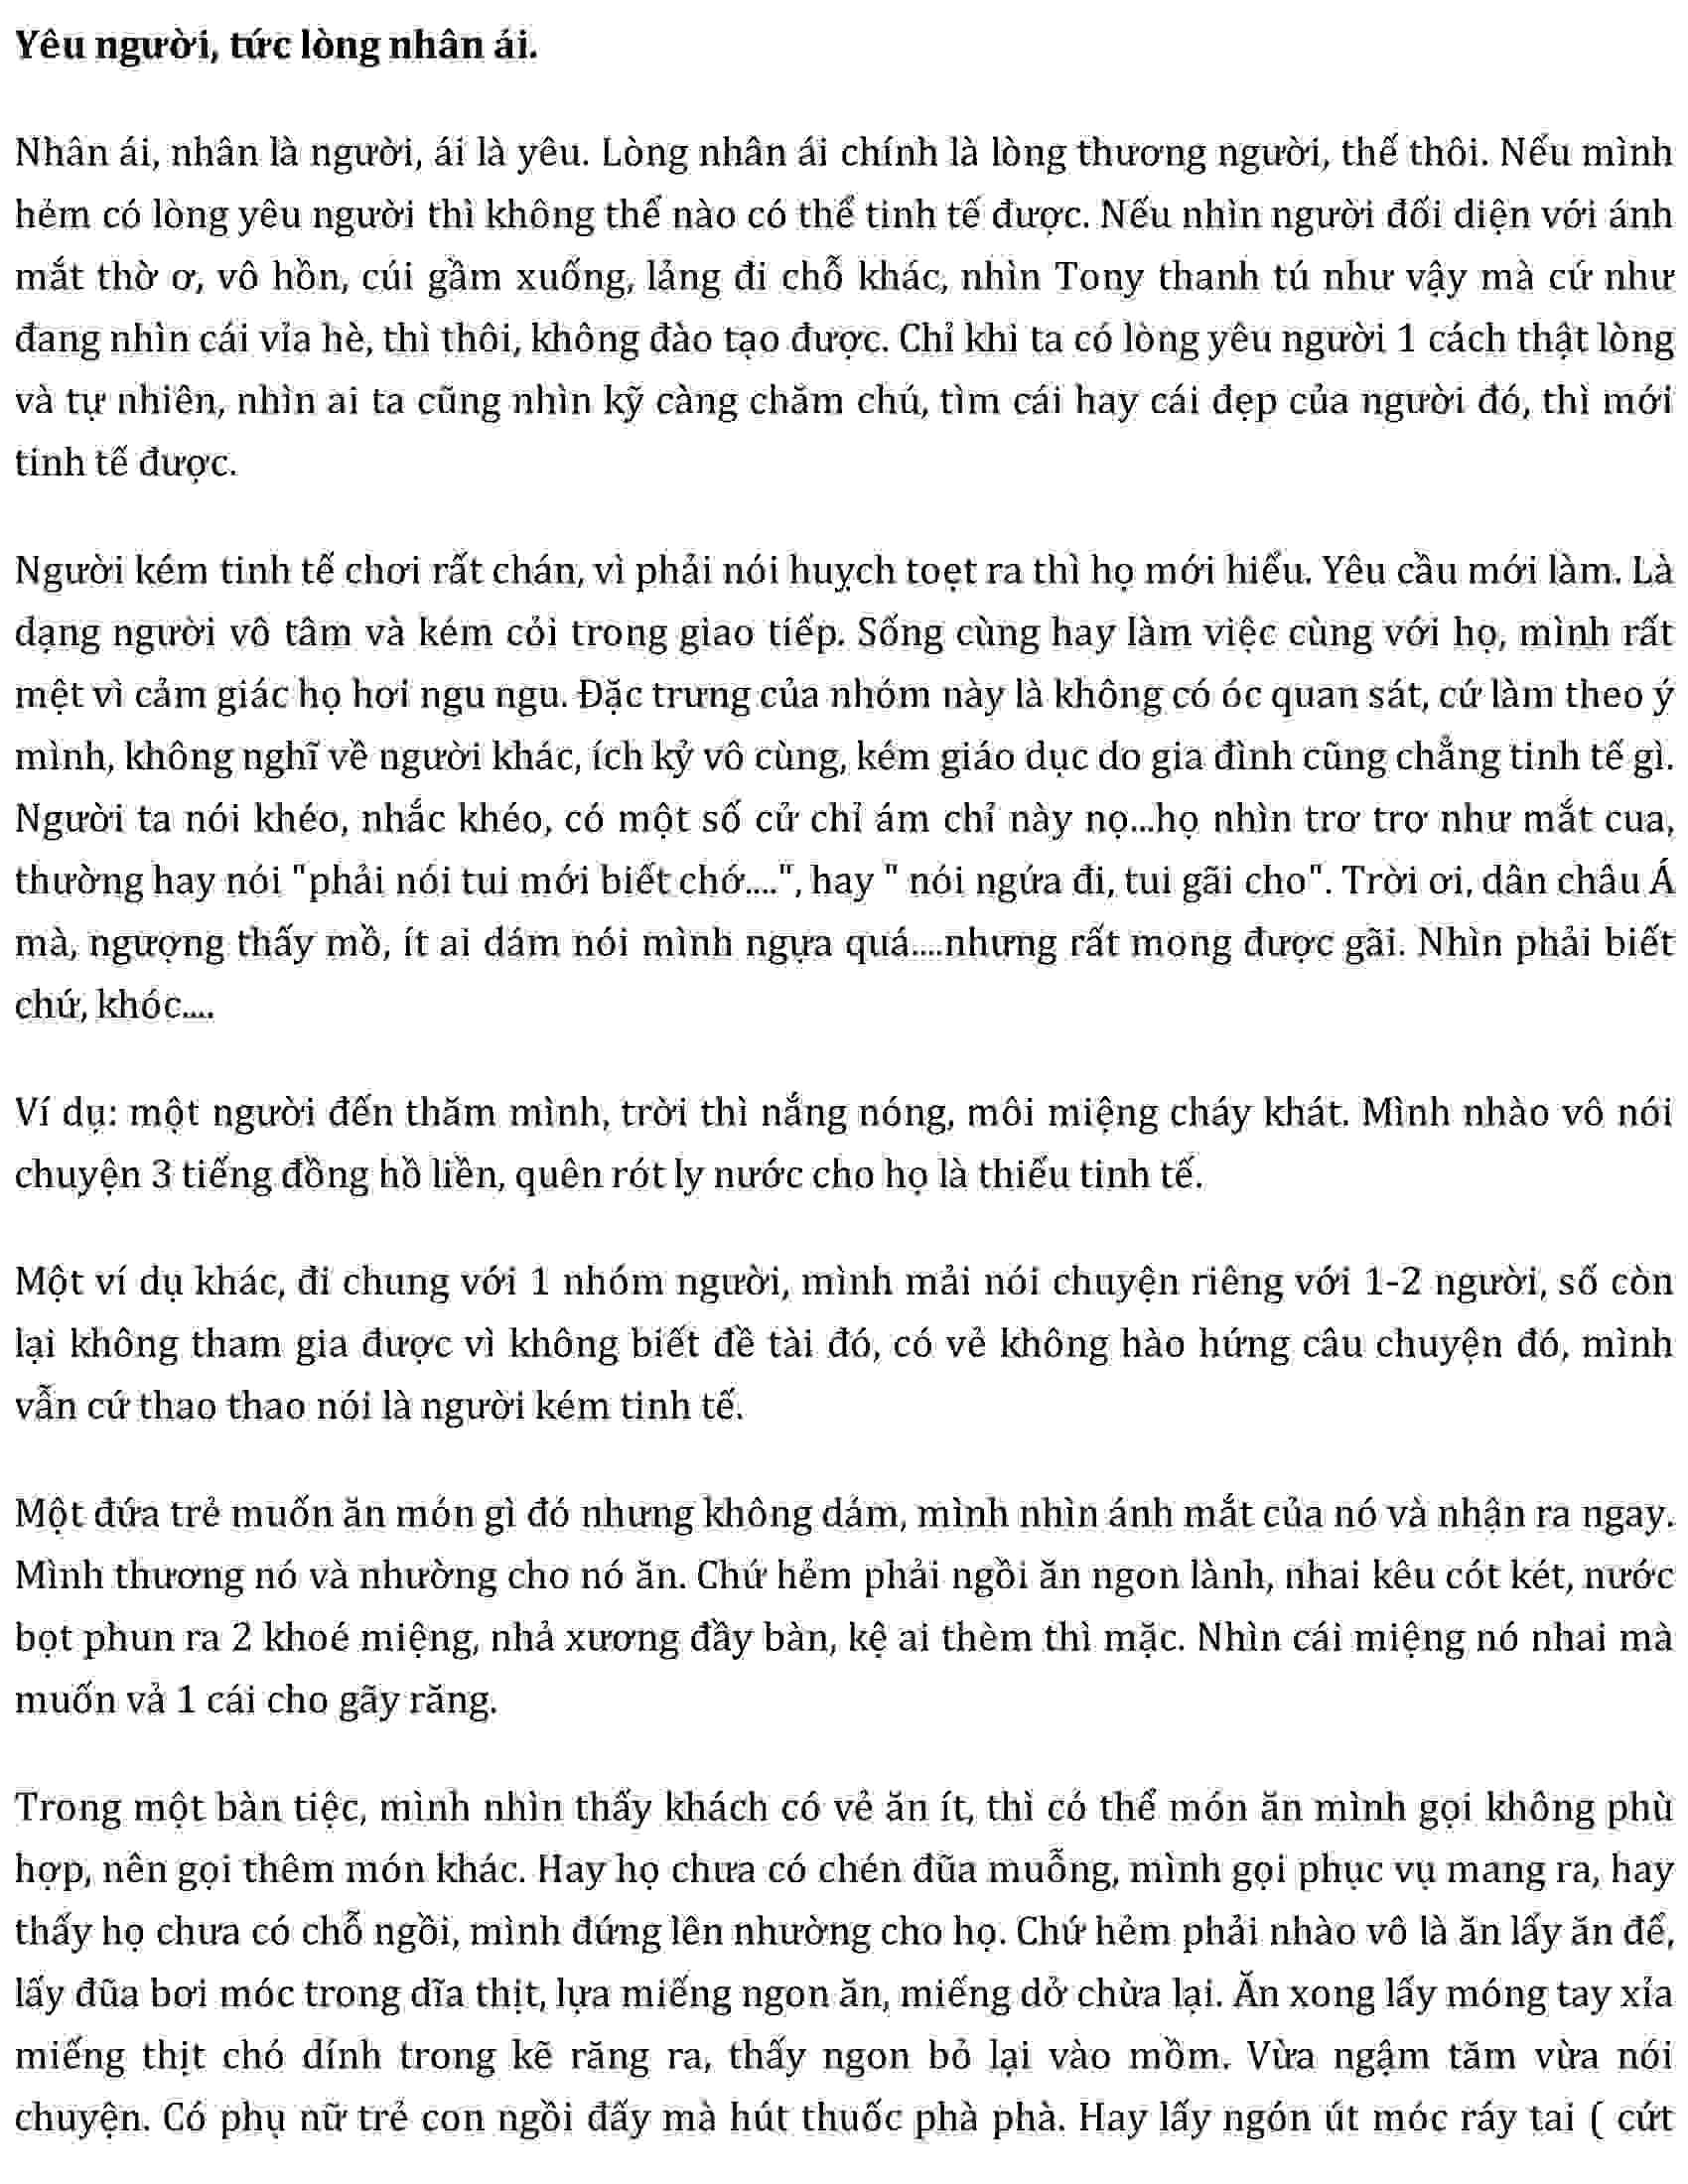 Yêu người, tức lòng nhân ái.
Nhân ái, nhân là người, ái là yêu. Lòng nhân ái chính là lòng thương người, thế thôi. Nếu mình
hẻm có lòng yêu người thì không thể nào có thể tinh tế được. Nếu nhìn người đối diện với ánh
mắt thờ ơ, vô hồn, cúi gầm xuống, lảng đi chỗ khác, nhìn Tony thanh tú như vậy mà cứ như
đang nhìn cái vỉa hè, thì thôi, không đào tạo được. Chỉ khi ta có lòng yêu người 1 cách thật lòng
và tự nhiên, nhìn ai ta cũng nhìn kỹ càng chăm chú, tìm cái hay cái đẹp của người đó, thì mới
tinh tế được.
Người kém tinh tế chơi rất chán, vì phải nói huỵch toẹt ra thì họ mới hiểu. Yêu cầu mới làm. Là
dạng người vô tâm và kém cỏi trong giao tiếp. Sống cùng hay làm việc cùng với họ, mình rất
mệt vì cảm giác họ hơi ngu ngu. Đặc trưng của nhóm này là không có óc quan sát, cứ làm theo ý
mình, không nghĩ về người khác, ích kỷ vô cùng, kém giáo dục do gia đình cũng chẳng tinh tế gì.
Người ta nói khéo, nhắc khéo, có một số cử chỉ ám chỉ này nọ...họ nhìn trơ trơ như mắt cua,
thường hay nói "phải nói tui mới biết chớ....", hay " nói ngứa đi, tui gãi cho". Trời ơi, dân châu Á
mà, ngượng thấy mồ, ít ai dám nói mình ngựa quá....nhưng rất mong được gãi. Nhìn phải biết
chứ, khóc....
Ví dụ: một người đến thăm mình, trời thì nắng nóng, môi miệng cháy khát. Mình nhào vô nói
chuyện 3 tiếng đồng hồ liền, quên rót ly nước cho họ là thiếu tinh tế.
Một ví dụ khác, đi chung với 1 nhóm người, mình mải nói chuyện riêng với 1-2 người, số còn
lại không tham gia được vì không biết đề tài đó, có vẻ không hào hứng câu chuyện đó, mình
vẫn cứ thao thao nói là người kém tinh tế.
Một đứa trẻ muốn ăn món gì đó nhưng không dám, mình nhìn ánh mắt của nó và nhận ra ngay.
Mình thương nó và nhường cho nó ăn. Chứ hẻm phải ngồi ăn ngon lành, nhai kêu cót két, nước
bọt phun ra 2 khoé miệng, nhả xương đầy bàn, kệ ai thèm thì mặc. Nhìn cái miệng nó nhai mà
muốn vả 1 cái cho gãy răng.
Trong một bàn tiệc, mình nhìn thấy khách có vẻ ăn ít, thì có thể món ăn mình gọi không phù
hợp, nên gọi thêm món khác. Hay họ chưa có chén đũa muỗng, mình gọi phục vụ mang ra, hay
thấy họ chưa có chỗ ngồi, mình đứng lên nhường cho họ. Chứ hẻm phải nhào vô là ăn lấy ăn để,
lấy đũa bơi móc trong dĩa thịt, lựa miếng ngon ăn, miếng dở chừa lại. Ăn xong lấy móng tay xỉa
miếng thịt chó dính trong kẽ răng ra, thấy ngon bỏ lại vào mồm. Vừa ngậm tăm vừa nói
chuyện. Có phụ nữ trẻ con ngồi đấy mà hút thuốc phà phà. Hay lấy ngón út móc ráy tai ( cứt